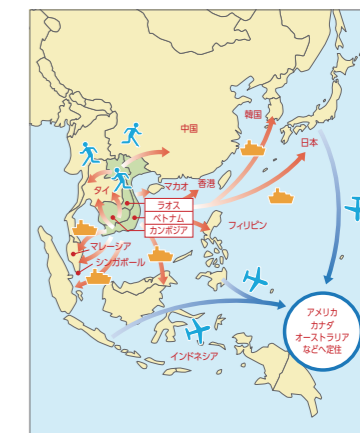 韓国
中国
日本
マカオ
香港
タイ
ラオス
ベトナム
カンボジア
フィリピン
マレーシア
シンガポール
インドネシア
アメリカ
カナダ
オーストラリア
などへ定住